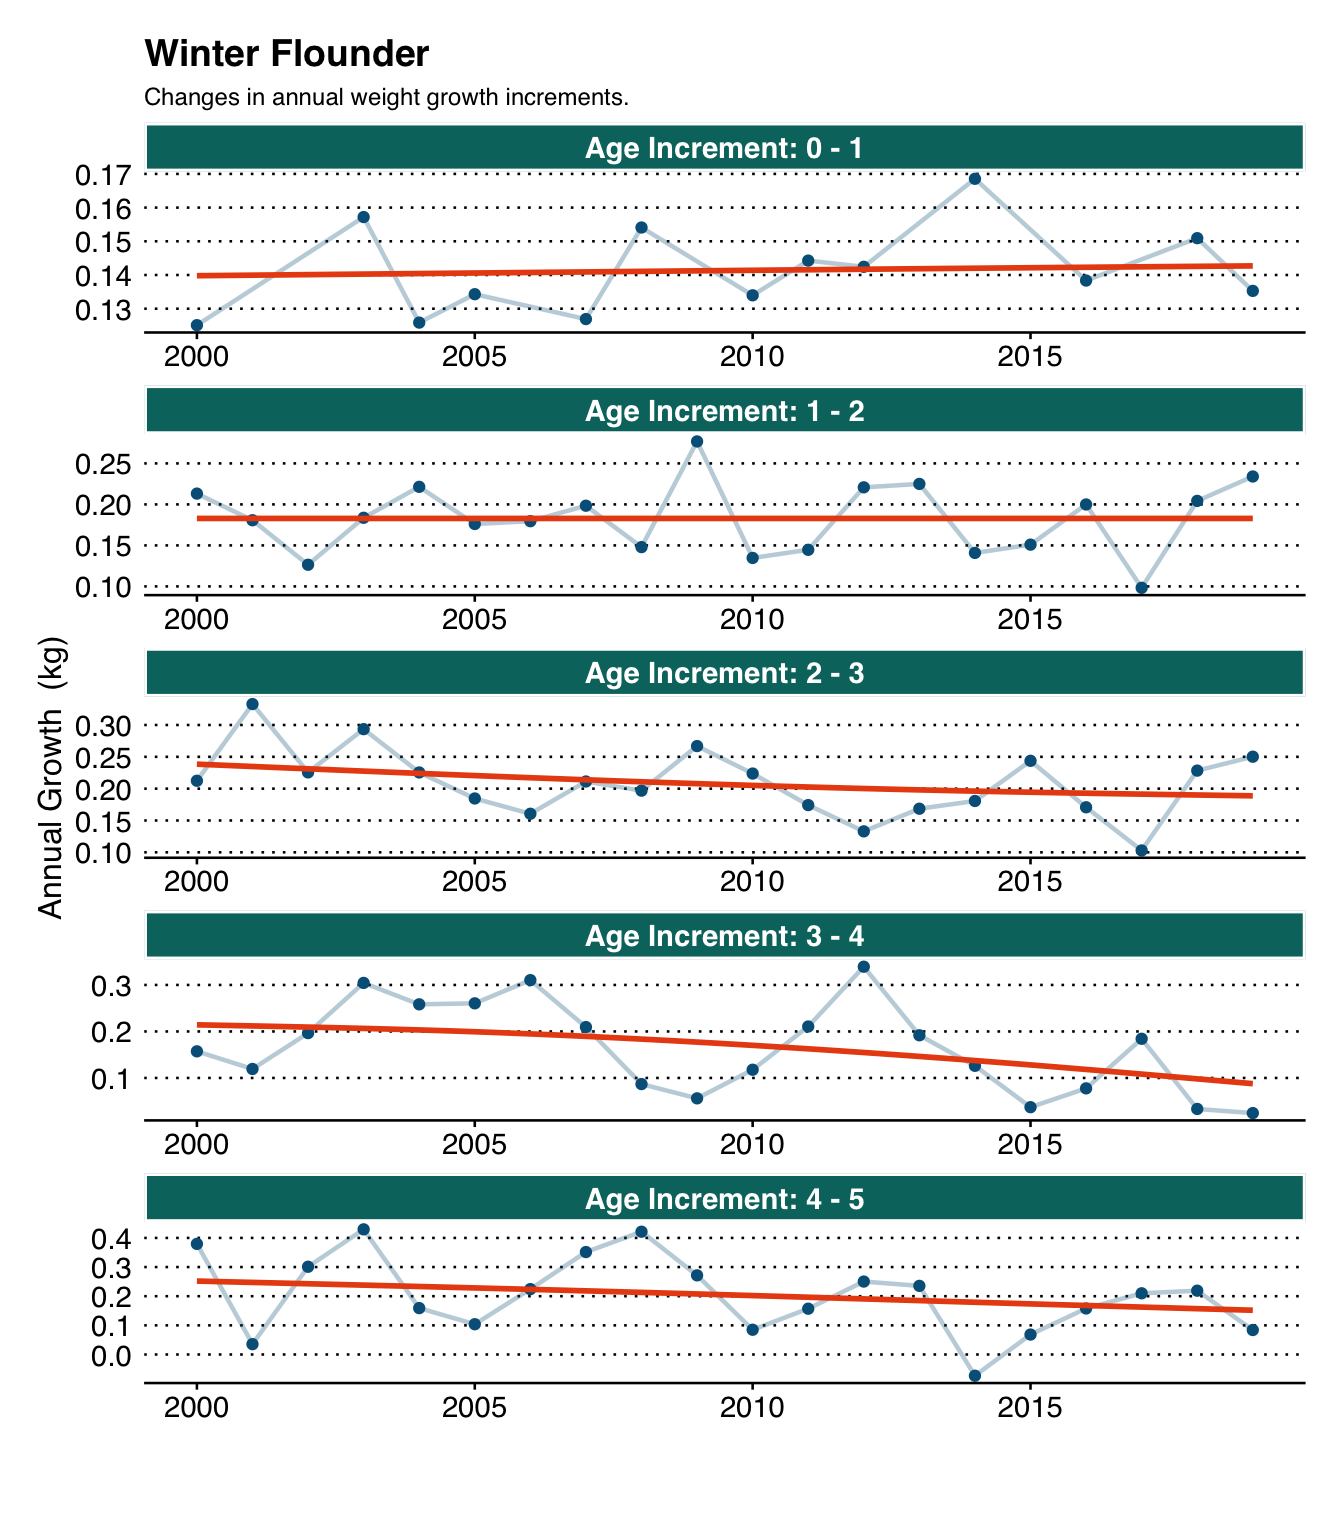 Winter Flounder
Changes in annual weight growth increments.
Age Increment: 0 - 1
0.17
0.16
0.15
0.14
0.13
2000 2005 2010 2015
Age Increment: 1 - 2
0.25
0.20
0.15
0.10
2000 2005 2010 2015
Annual Growth (kg)
Age Increment: 2 - 3
0.30
0.25
0.20
0.15
0.10
2000 2005 2010 2015
Age Increment: 3 - 4
0.3
0.2
0.1
2000 2005 2010 2015
Age Increment: 4 - 5
0.4
0.3
0.2
0.1
0.0
2000 2005 2010 2015